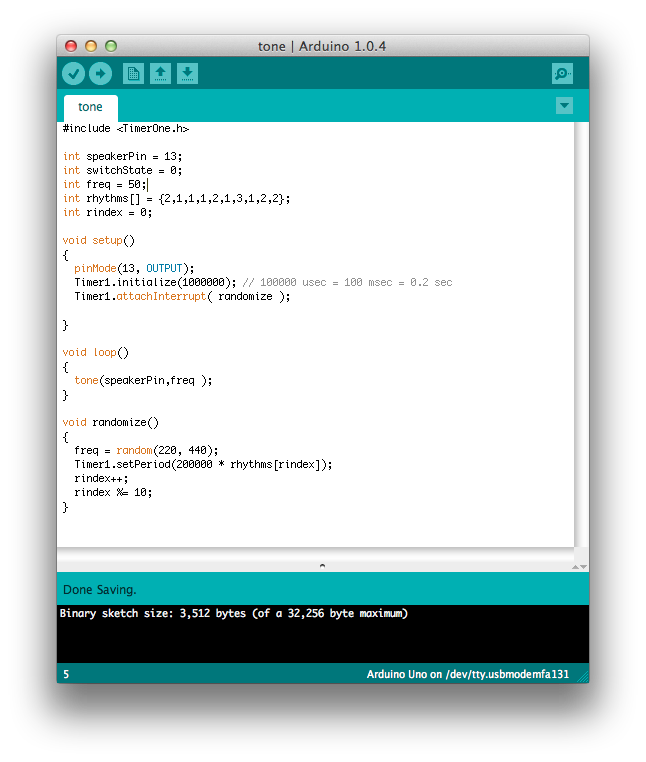 tone | Arduino 1.0.4
tone
#include <TimerOne.h>
int speakerPin = 13;
int switchState = 0;
int freq = 50;
int rhythms[] = {2,1,1,1,2,1,3,1,2,2};
int rindex = 0;
void setup()
{
  pinMode(13, OUTPUT);
  Timer1.initialize(1000000); // 100000 usec = 100 msec = 0.2 sec
  Timer1.attachInterrupt( randomize );
}
void loop()
{
  tone(speakerPin,freq );
}
void randomize()
{
  freq = random(220, 440);
  Timer1.setPeriod(200000 * rhythms[rindex]);
  rindex++;
  rindex %= 10;
}
Done Saving.
Binary sketch size: 3,512 bytes (of a 32,256 byte maximum)
5 Arduino Uno on /dev/tty.usbmodemfa131